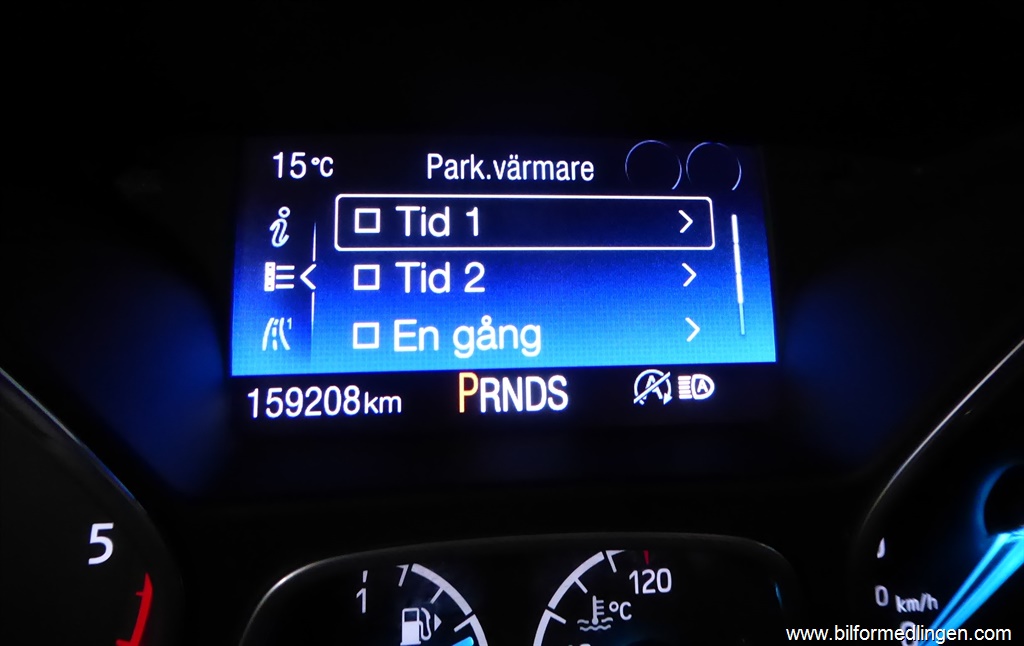 15°C Park.värmare
Tid 1
Tid 2
En gång
159208km PRNDS
5
1
120
°C
0 km/h
www.bilformedlingen.com